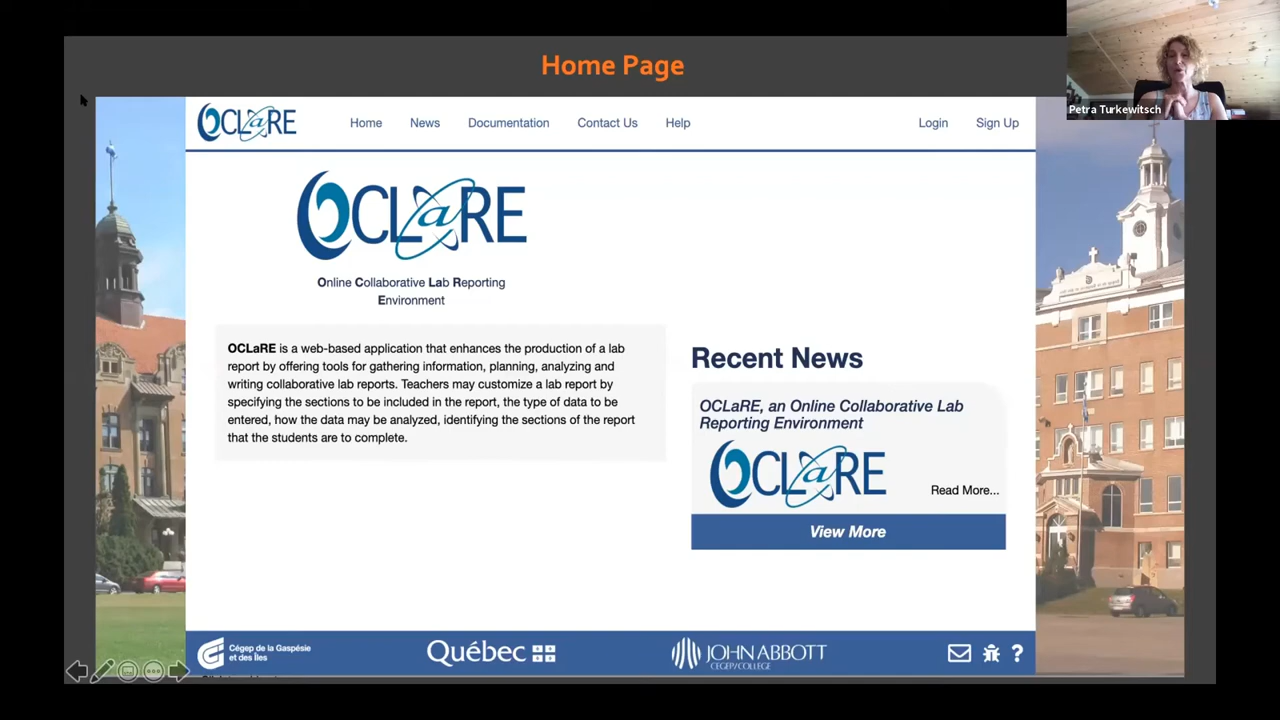 Home Page
Petra Turkewitsch
OCLaRE
Home News Documentation Contact Us Help Login Sign Up
OCLaRE
Online Collaborative Lab Reporting
Environment
OCLaRE is a web-based application that enhances the production of a lab
report by offering tools for gathering information, planning, analyzing and
writing collaborative lab reports. Teachers may customize a lab report by
specifying the sections to be included in the report, the type of data to be
entered, how the data may be analyzed, identifying the sections of the report
that the students are to complete.
Recent News
OCLaRE, an Online Collaborative Lab
Reporting Environment
OCLaRE
Read More...
View More
Cégep de la Gaspésie
et des Îles
Québec
JOHN ABBOTT
CEGEP/COLLEGE
?